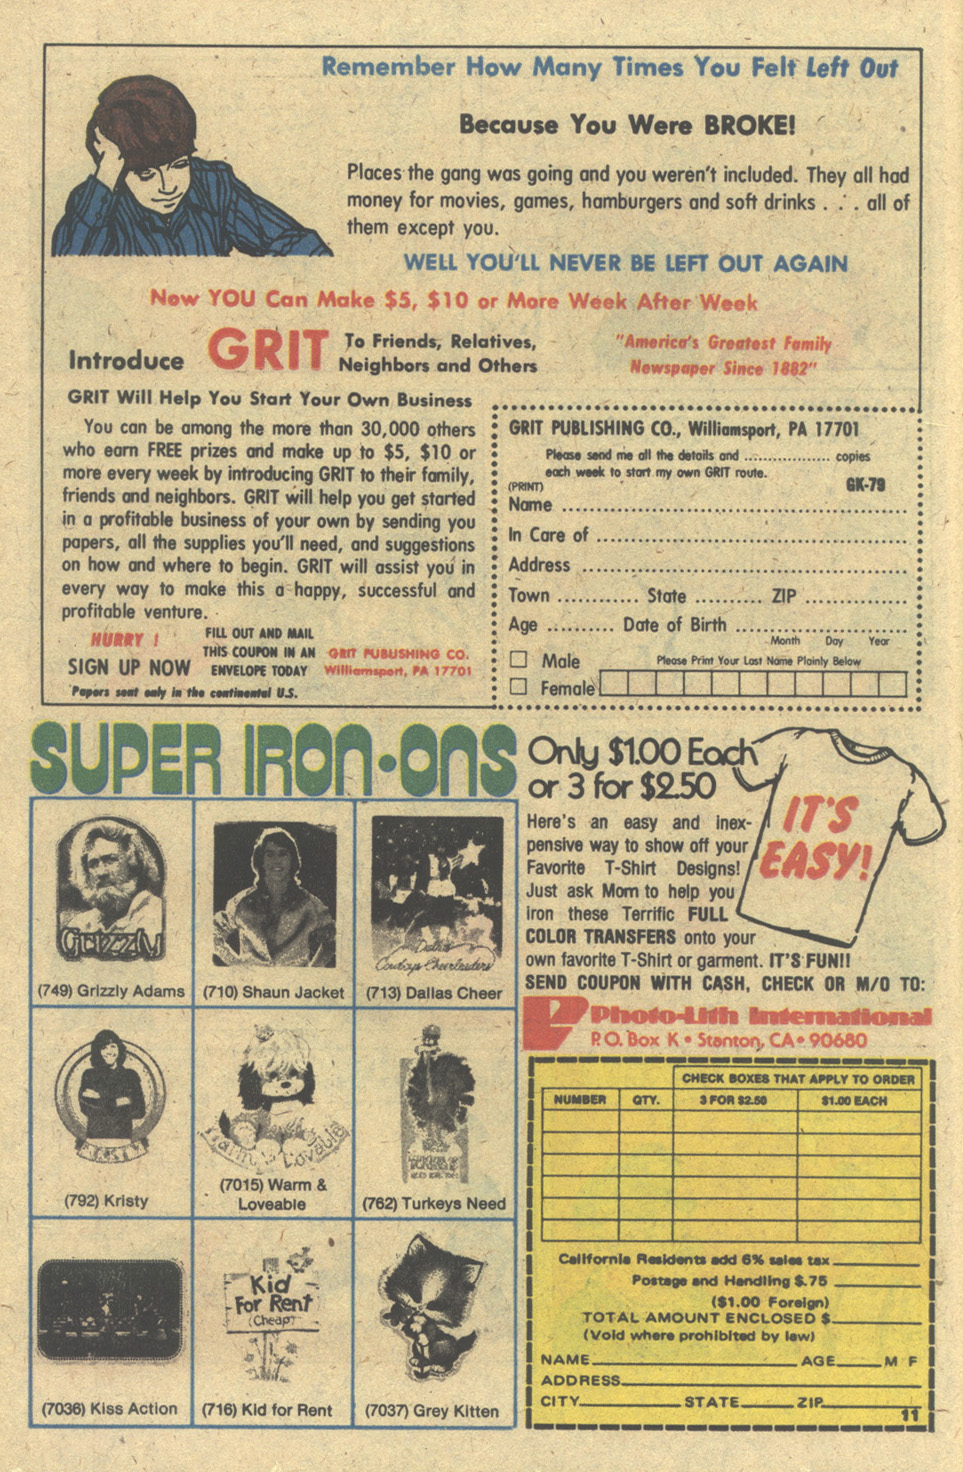 Remember How Many Times You Felt Left Out
Because You Were BROKE!
Places the gang was going and you weren't included. They all had
money for movies, games, hamburgers and soft drinks . . . all of
them except you.
WELL YOU'LL NEVER BE LEFT OUT AGAIN
Now YOU Can Make $5, $10 or More Week After Week
Introduce GRIT To Friends, Relatives,
Neighbors and Others
"America's Greatest Family
Newspaper Since 1882"
GRIT Will Help You Start Your Own Business
You can be among the more than 30,000 others
who earn FREE prizes and make up to $5, $10 or
more every week by introducing GRIT to their family,
friends and neighbors. GRIT will help you get started
in a profitable business of your own by sending you
papers, all the supplies you'll need, and suggestions
on how and where to begin. GRIT will assist you in
every way to make this a happy, successful and
profitable venture.
HURRY !
SIGN UP NOW
FILL OUT AND MAIL
THIS COUPON IN AN
ENVELOPE TODAY
GRIT PUBLISHING CO.
Williamsport, PA 17701
Papers sent only in the continental U.S.
GRIT PUBLISHING CO., Williamsport, PA 17701
Please send me all the details and .................. copies
each week to start my own GRIT route.
(PRINT)
GK-79
Name
In Care of
Address
Town ........... State .......... ZIP
Age .......... Date of Birth
Month Day Year
Male
Please Print Your Last Name Plainly Below
Female
SUPER IRON-ONS
Grizzly
(749) Grizzly Adams
(710) Shaun Jacket
Dallas
Cowboys Cheerleaders
(713) Dallas Cheer
KRISTY
(792) Kristy
Warm & Loveable
(7015) Warm &
Loveable
(762) Turkeys Need
(7036) Kiss Action
Kid
For Rent
(Cheap)
(716) Kid for Rent
(7037) Grey Kitten
Only $1.00 Each
or 3 for $2.50
IT'S
EASY!
Here's an easy and inex-
pensive way to show off your
Favorite T-Shirt Designs!
Just ask Mom to help you
iron these Terrific FULL
COLOR TRANSFERS onto your
own favorite T-Shirt or garment. IT'S FUN!!
SEND COUPON WITH CASH, CHECK OR M/O TO:
Photo-Lith International
P.O. Box K • Stanton, CA • 90680
CHECK BOXES THAT APPLY TO ORDER
NUMBER QTY. 3 FOR $2.50 $1.00 EACH
California Residents add 6% sales tax
Postage and Handling $.75
($1.00 Foreign)
TOTAL AMOUNT ENCLOSED $
(Void where prohibited by law)
NAME AGE M F
ADDRESS
CITY STATE ZIP
11